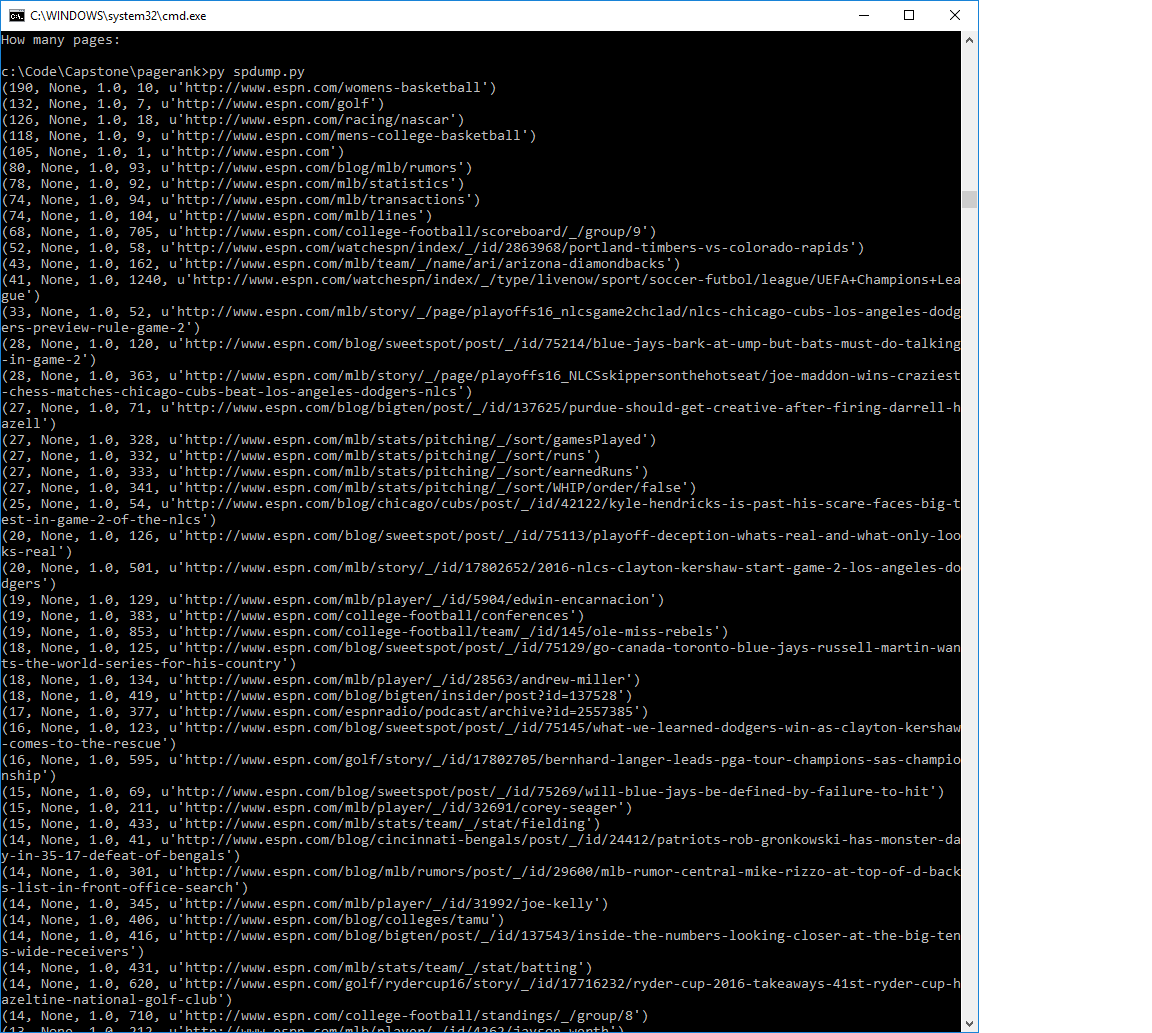 C:\WINDOWS\system32\cmd.exe
How many pages:
c:\Code\Capstone\pagerank>py spdump.py
(190, None, 1.0, 10, u'http://www.espn.com/womens-basketball')
(132, None, 1.0, 7, u'http://www.espn.com/golf')
(126, None, 1.0, 18, u'http://www.espn.com/racing/nascar')
(118, None, 1.0, 9, u'http://www.espn.com/mens-college-basketball')
(105, None, 1.0, 1, u'http://www.espn.com')
(80, None, 1.0, 93, u'http://www.espn.com/blog/mlb/rumors')
(78, None, 1.0, 92, u'http://www.espn.com/mlb/statistics')
(74, None, 1.0, 94, u'http://www.espn.com/mlb/transactions')
(74, None, 1.0, 104, u'http://www.espn.com/mlb/lines')
(68, None, 1.0, 705, u'http://www.espn.com/college-football/scoreboard/_/group/9')
(52, None, 1.0, 58, u'http://www.espn.com/watchespn/index/_/id/2863968/portland-timbers-vs-colorado-rapids')
(43, None, 1.0, 162, u'http://www.espn.com/mlb/team/_/name/ari/arizona-diamondbacks')
(41, None, 1.0, 1240, u'http://www.espn.com/watchespn/index/_/type/livenow/sport/soccer-futbol/league/UEFA+Champions+Lea
gue')
(33, None, 1.0, 52, u'http://www.espn.com/mlb/story/_/page/playoffs16_nlcsgame2chclad/nlcs-chicago-cubs-los-angeles-dodg
ers-preview-rule-game-2')
(28, None, 1.0, 120, u'http://www.espn.com/blog/sweetspot/post/_/id/75214/blue-jays-bark-at-ump-but-bats-must-do-talking
-in-game-2')
(28, None, 1.0, 363, u'http://www.espn.com/mlb/story/_/page/playoffs16_NLCSskippersonthehotseat/joe-maddon-wins-craziest
-chess-matches-chicago-cubs-beat-los-angeles-dodgers-nlcs')
(27, None, 1.0, 71, u'http://www.espn.com/blog/bigten/post/_/id/137625/purdue-should-get-creative-after-firing-darrell-h
azell')
(27, None, 1.0, 328, u'http://www.espn.com/mlb/stats/pitching/_/sort/gamesPlayed')
(27, None, 1.0, 332, u'http://www.espn.com/mlb/stats/pitching/_/sort/runs')
(27, None, 1.0, 333, u'http://www.espn.com/mlb/stats/pitching/_/sort/earnedRuns')
(27, None, 1.0, 341, u'http://www.espn.com/mlb/stats/pitching/_/sort/WHIP/order/false')
(25, None, 1.0, 54, u'http://www.espn.com/blog/chicago/cubs/post/_/id/42122/kyle-hendricks-is-past-his-scare-faces-big-t
est-in-game-2-of-the-nlcs')
(20, None, 1.0, 126, u'http://www.espn.com/blog/sweetspot/post/_/id/75113/playoff-deception-whats-real-and-what-only-loo
ks-real')
(20, None, 1.0, 501, u'http://www.espn.com/mlb/story/_/id/17802652/2016-nlcs-clayton-kershaw-start-game-2-los-angeles-do
dgers')
(19, None, 1.0, 129, u'http://www.espn.com/mlb/player/_/id/5904/edwin-encarnacion')
(19, None, 1.0, 383, u'http://www.espn.com/college-football/conferences')
(19, None, 1.0, 853, u'http://www.espn.com/college-football/team/_/id/145/ole-miss-rebels')
(18, None, 1.0, 125, u'http://www.espn.com/blog/sweetspot/post/_/id/75129/go-canada-toronto-blue-jays-russell-martin-wan
ts-the-world-series-for-his-country')
(18, None, 1.0, 134, u'http://www.espn.com/mlb/player/_/id/28563/andrew-miller')
(18, None, 1.0, 419, u'http://www.espn.com/blog/bigten/insider/post?id=137528')
(17, None, 1.0, 377, u'http://www.espn.com/espnradio/podcast/archive?id=2557385')
(16, None, 1.0, 123, u'http://www.espn.com/blog/sweetspot/post/_/id/75145/what-we-learned-dodgers-win-as-clayton-kershaw
-comes-to-the-rescue')
(16, None, 1.0, 595, u'http://www.espn.com/golf/story/_/id/17802705/bernhard-langer-leads-pga-tour-champions-sas-champio
nship')
(15, None, 1.0, 69, u'http://www.espn.com/blog/sweetspot/post/_/id/75269/will-blue-jays-be-defined-by-failure-to-hit')
(15, None, 1.0, 211, u'http://www.espn.com/mlb/player/_/id/32691/corey-seager')
(15, None, 1.0, 433, u'http://www.espn.com/mlb/stats/team/_/stat/fielding')
(14, None, 1.0, 41, u'http://www.espn.com/blog/cincinnati-bengals/post/_/id/24412/patriots-rob-gronkowski-has-monster-da
y-in-35-17-defeat-of-bengals')
(14, None, 1.0, 301, u'http://www.espn.com/blog/mlb/rumors/post/_/id/29600/mlb-rumor-central-mike-rizzo-at-top-of-d-back
s-list-in-front-office-search')
(14, None, 1.0, 345, u'http://www.espn.com/mlb/player/_/id/31992/joe-kelly')
(14, None, 1.0, 406, u'http://www.espn.com/blog/colleges/tamu')
(14, None, 1.0, 416, u'http://www.espn.com/blog/bigten/post/_/id/137543/inside-the-numbers-looking-closer-at-the-big-ten
s-wide-receivers')
(14, None, 1.0, 431, u'http://www.espn.com/mlb/stats/team/_/stat/batting')
(14, None, 1.0, 620, u'http://www.espn.com/golf/rydercup16/story/_/id/17716232/ryder-cup-2016-takeaways-41st-ryder-cup-h
azeltine-national-golf-club')
(14, None, 1.0, 710, u'http://www.espn.com/college-football/standings/_/group/8')
(13, None, 1.0, 212, u'http://www.espn.com/mlb/player/_/id/4262/jayson-werth')